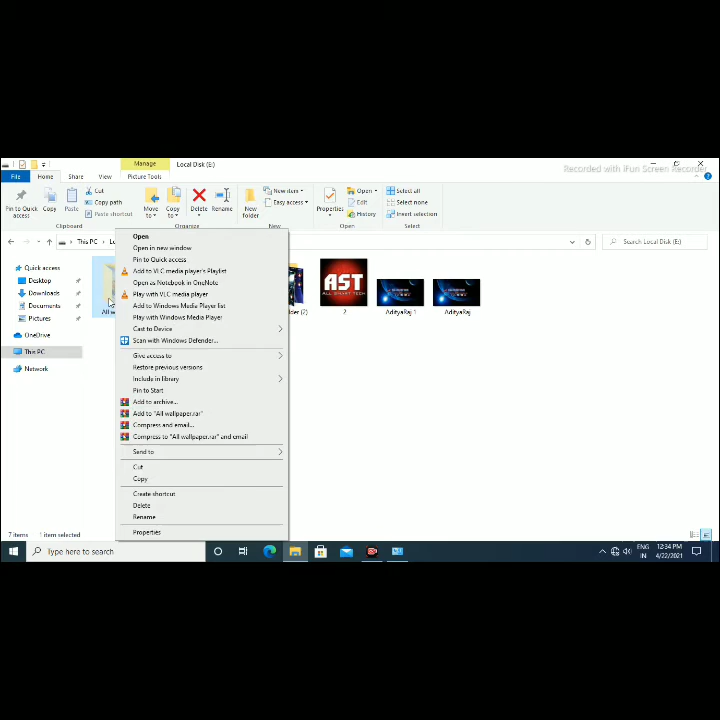 Manage
Local Disk (E:)
Recorded with iFun Screen Recorder
File
Home
Share
View
Picture Tools
Pin to Quick access
Copy
Paste
Cut
Copy path
Paste shortcut
Move to
Copy to
Delete
Rename
New folder
New item
Easy access
Properties
Open
Edit
History
Select all
Select none
Invert selection
Clipboard
Organize
New
Open
Select
This PC
Search Local Disk (E:)
Quick access
Desktop
Downloads
Documents
Pictures
OneDrive
This PC
Network
Open
Open in new window
Pin to Quick access
Add to VLC media player's Playlist
Open as Notebook in OneNote
Play with VLC media player
Add to Windows Media Player list
Play with Windows Media Player
Cast to Device
Scan with Windows Defender...
Give access to
Restore previous versions
Include in library
Pin to Start
Add to archive...
Add to "All wallpaper.rar"
Compress and email...
Compress to "All wallpaper.rar" and email
Send to
Cut
Copy
Create shortcut
Delete
Rename
Properties
AST
ALL SMART TECH
2
AdityaRaj 1
AdityaRaj
7 items
1 item selected
Type here to search
ENG
IN
12:34 PM
4/22/2021